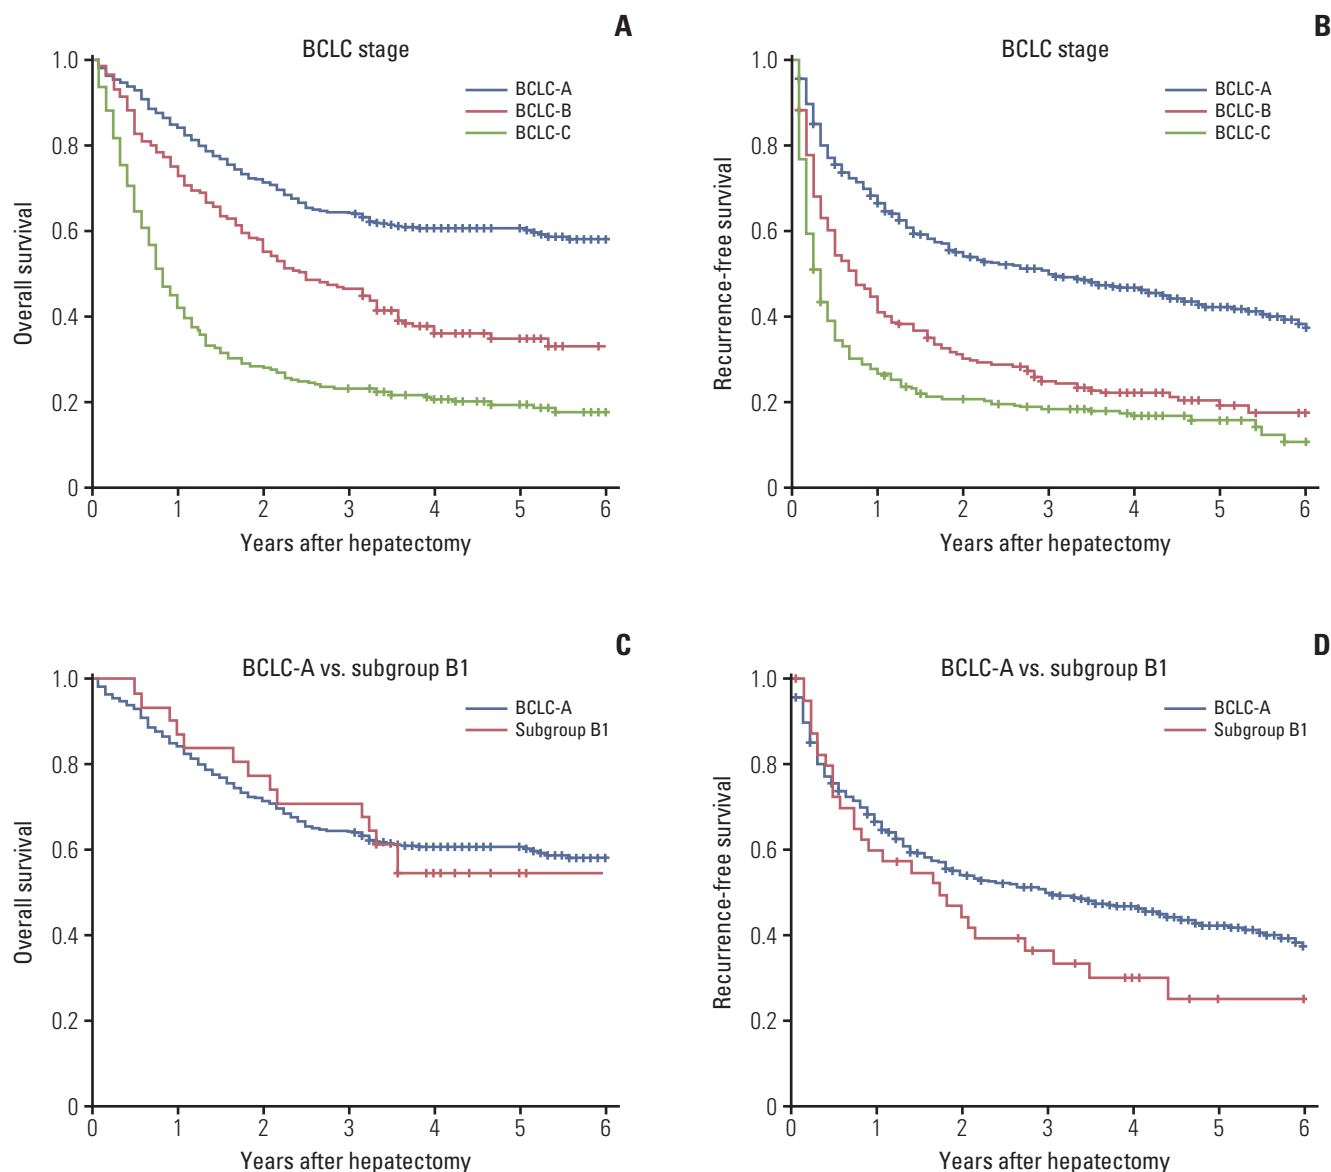 A
BCLC stage
1.0
0.8
0.6
0.4
0.2
0
Overall survival
BCLC-A
BCLC-B
BCLC-C
0 1 2 3 4 5 6
Years after hepatectomy
B
BCLC stage
1.0
0.8
0.6
0.4
0.2
0
Recurrence-free survival
BCLC-A
BCLC-B
BCLC-C
0 1 2 3 4 5 6
Years after hepatectomy
C
BCLC-A vs. subgroup B1
1.0
0.8
0.6
0.4
0.2
0
Overall survival
BCLC-A
Subgroup B1
0 1 2 3 4 5 6
Years after hepatectomy
D
BCLC-A vs. subgroup B1
1.0
0.8
0.6
0.4
0.2
0
Recurrence-free survival
BCLC-A
Subgroup B1
0 1 2 3 4 5 6
Years after hepatectomy